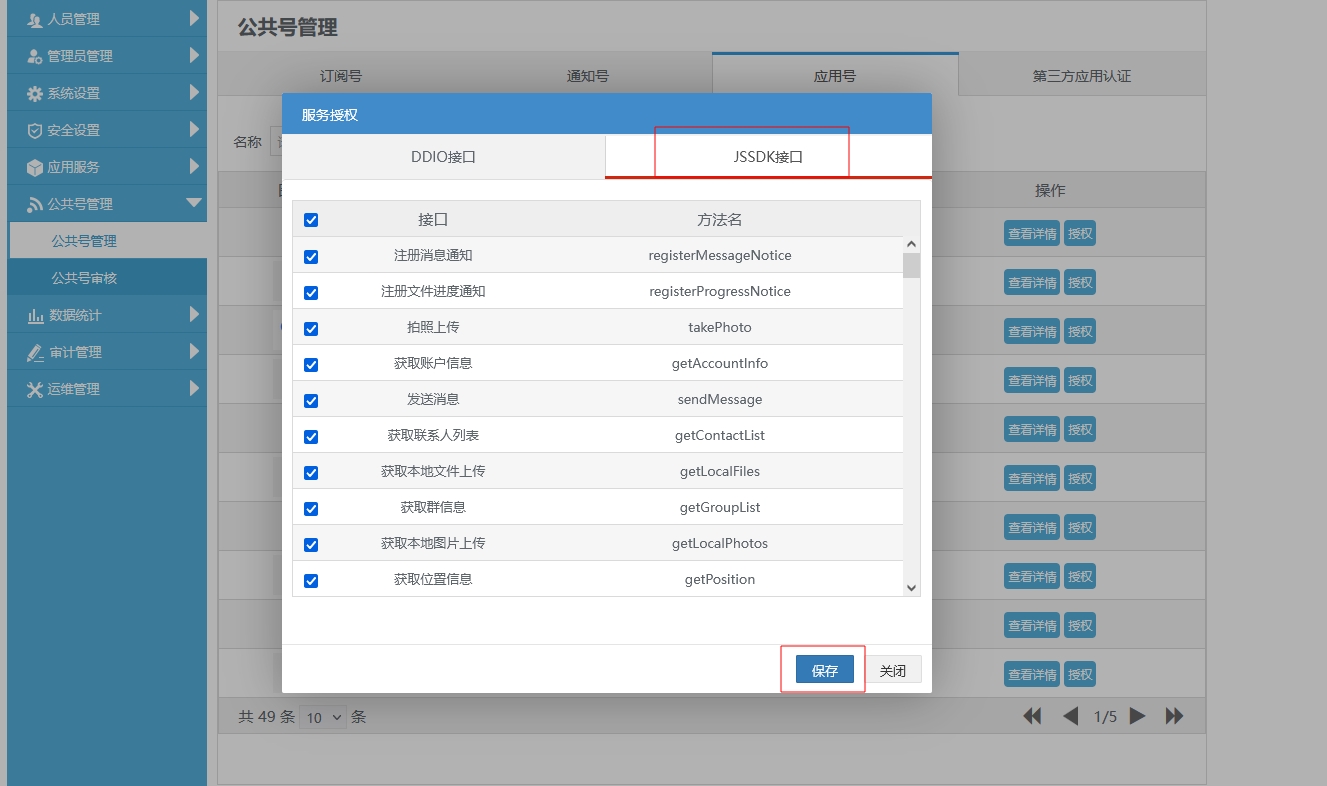 人员管理
管理员管理
系统设置
安全设置
应用服务
公共号管理
公共号管理
公共号审核
数据统计
审计管理
运维管理
公共号管理
订阅号 通知号 应用号 第三方应用认证
名称
操作
服务授权
DDIO接口 JSSDK接口
接口 方法名
注册消息通知 registerMessageNotice
注册文件进度通知 registerProgressNotice
拍照上传 takePhoto
获取账户信息 getAccountInfo
发送消息 sendMessage
获取联系人列表 getContactList
获取本地文件上传 getLocalFiles
获取群信息 getGroupList
获取本地图片上传 getLocalPhotos
获取位置信息 getPosition
保存 关闭
查看详情 授权
查看详情 授权
查看详情 授权
查看详情 授权
查看详情 授权
查看详情 授权
查看详情 授权
查看详情 授权
查看详情 授权
查看详情 授权
共 49 条 10 条 1/5